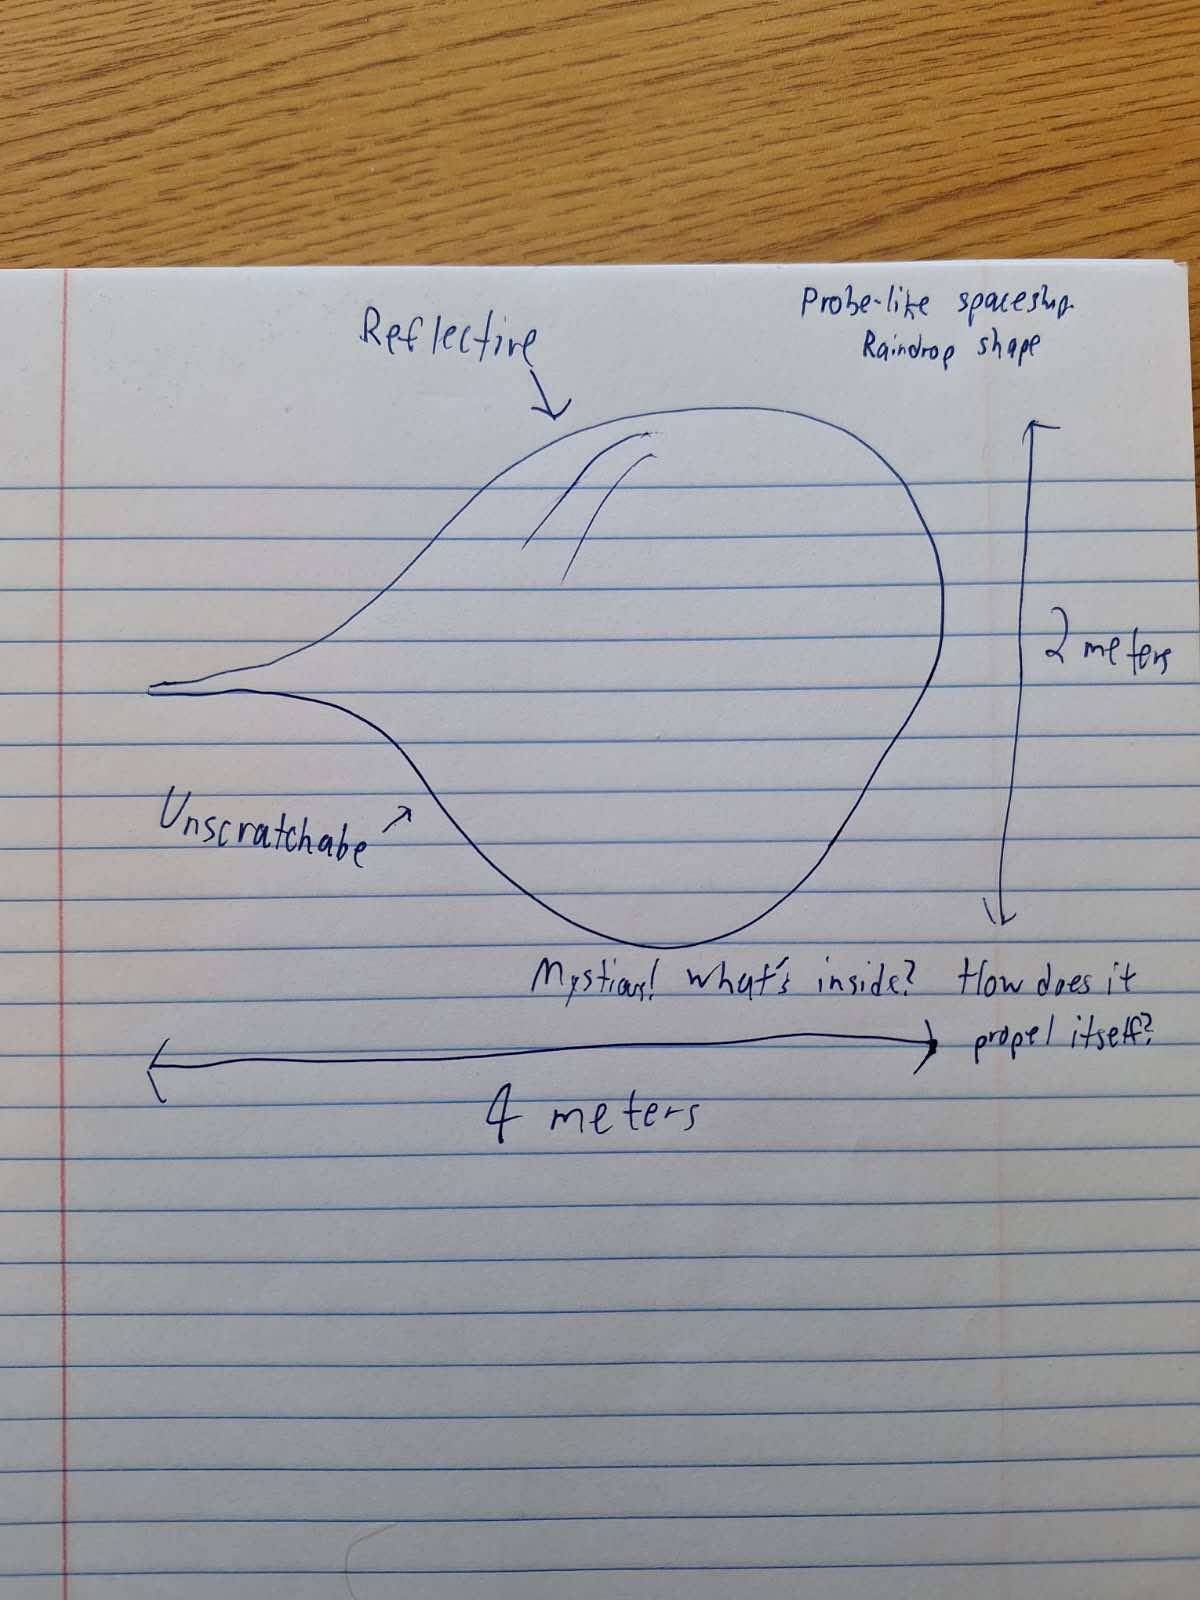 Probe-like spaceship
Raindrop shape
Reflective
2 meters
Unscratchabe
Mystious! What's inside? How does it
propel itself?
4 meters